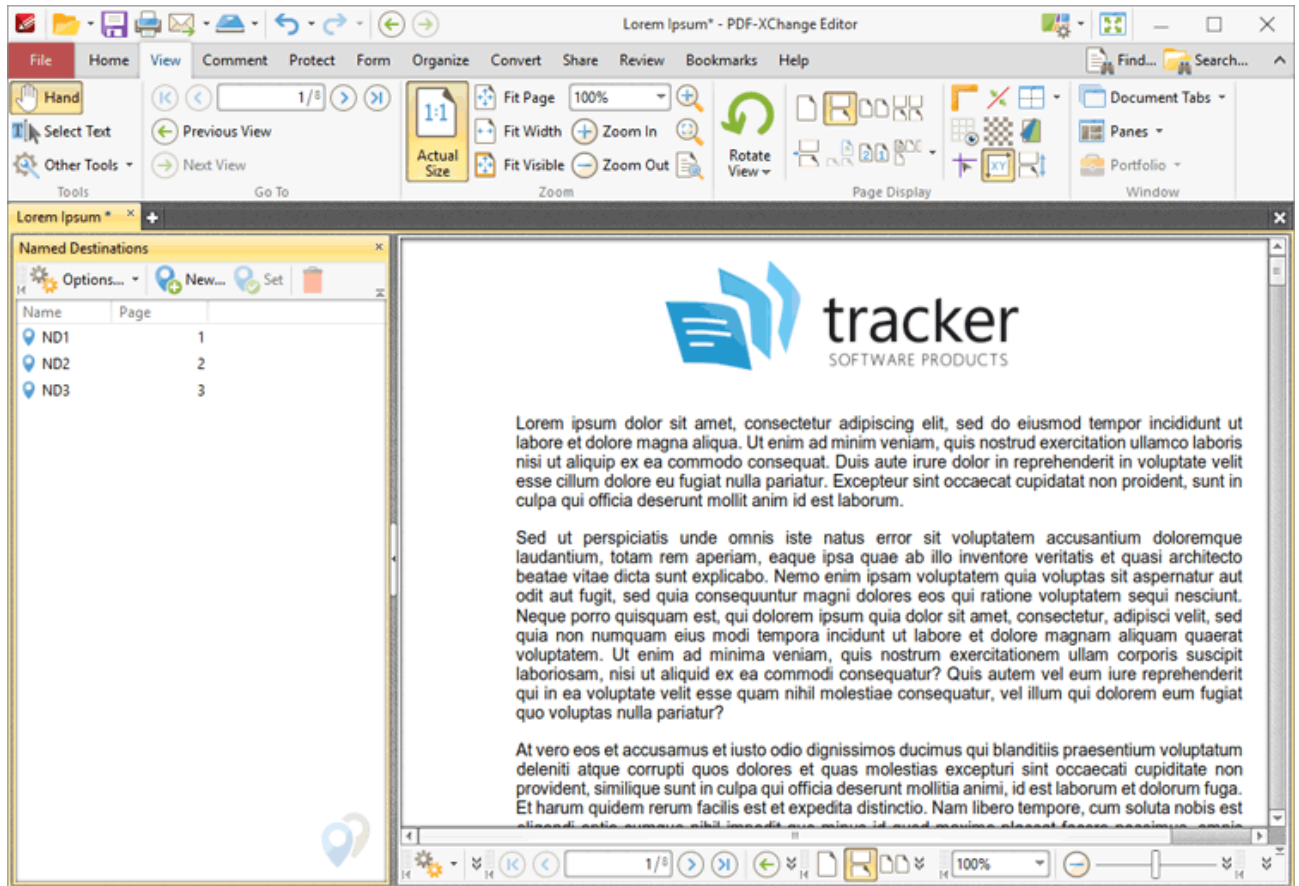 Lorem Ipsum* - PDF-XChange Editor
File Home View Comment Protect Form Organize Convert Share Review Bookmarks Help Find... Search...
Hand
Select Text
Other Tools
Tools
1/8
Previous View
Next View
Go To
1:1
Actual
Size
Fit Page 100%
Fit Width Zoom In
Fit Visible Zoom Out
Zoom
Rotate
View
XY
Page Display
Document Tabs
Panes
Portfolio
Window
Lorem Ipsum *
Named Destinations
Options... New... Set
Name Page
ND1 1
ND2 2
ND3 3
tracker
SOFTWARE PRODUCTS
Lorem ipsum dolor sit amet, consectetur adipiscing elit, sed do eiusmod tempor incididunt ut
labore et dolore magna aliqua. Ut enim ad minim veniam, quis nostrud exercitation ullamco laboris
nisi ut aliquip ex ea commodo consequat. Duis aute irure dolor in reprehenderit in voluptate velit
esse cillum dolore eu fugiat nulla pariatur. Excepteur sint occaecat cupidatat non proident, sunt in
culpa qui officia deserunt mollit anim id est laborum.
Sed ut perspiciatis unde omnis iste natus error sit voluptatem accusantium doloremque
laudantium, totam rem aperiam, eaque ipsa quae ab illo inventore veritatis et quasi architecto
beatae vitae dicta sunt explicabo. Nemo enim ipsam voluptatem quia voluptas sit aspernatur aut
odit aut fugit, sed quia consequuntur magni dolores eos qui ratione voluptatem sequi nesciunt.
Neque porro quisquam est, qui dolorem ipsum quia dolor sit amet, consectetur, adipisci velit, sed
quia non numquam eius modi tempora incidunt ut labore et dolore magnam aliquam quaerat
voluptatem. Ut enim ad minima veniam, quis nostrum exercitationem ullam corporis suscipit
laboriosam, nisi ut aliquid ex ea commodi consequatur? Quis autem vel eum iure reprehenderit
qui in ea voluptate velit esse quam nihil molestiae consequatur, vel illum qui dolorem eum fugiat
quo voluptas nulla pariatur?
At vero eos et accusamus et iusto odio dignissimos ducimus qui blanditiis praesentium voluptatum
deleniti atque corrupti quos dolores et quas molestias excepturi sint occaecati cupiditate non
provident, similique sunt in culpa qui officia deserunt mollitia animi, id est laborum et dolorum fuga.
Et harum quidem rerum facilis est et expedita distinctio. Nam libero tempore, cum soluta nobis est
1/8 100%